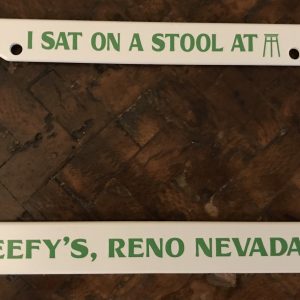 I SAT ON A STOOL AT
EEFY'S, RENO NEVADA